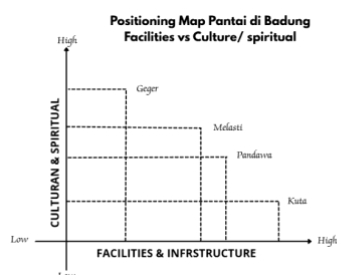 Positioning Map Pantai di Badung
Facilities vs Culture/ spiritual
High
Geger
Melasti
Pandawa
Kuta
CULTURAN & SPIRITUAL
Low
High
FACILITIES & INFRSTRUCTURE